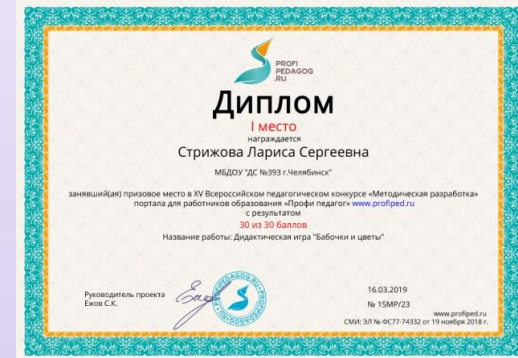 PROFI
PEDAGOG
.RU
Диплом
I место
награждается
Стрижова Лариса Сергеевна
МБДОУ "ДС №393 г.Челябинск"
занявший(ая) призовое место в XV Всероссийском педагогическом конкурсе «Методическая разработка»
портала для работников образования «Профи педагог» www.profiped.ru
с результатом
30 из 30 баллов
Название работы: Дидактическая игра "Бабочки и цветы"
Руководитель проекта
Ежов С.К.
16.03.2019
№ 15МР/23
www.profiped.ru
СМИ: ЭЛ № ФС77-74332 от 19 ноября 2018 г.